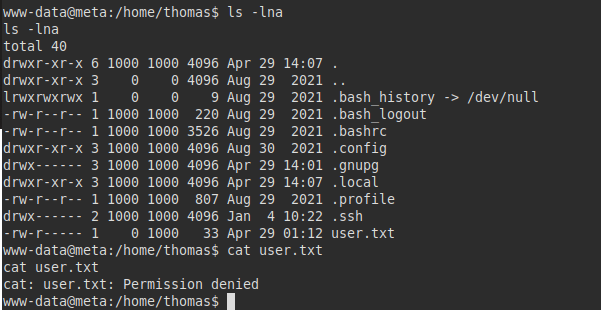 www-data@meta:/home/thomas$ ls -lna
ls -lna
total 40
drwxr-xr-x 6 1000 1000 4096 Apr 29 14:07 .
drwxr-xr-x 3    0    0 4096 Aug 29  2021 ..
lrwxrwxrwx 1    0    0    9 Aug 29  2021 .bash_history -> /dev/null
-rw-r--r-- 1 1000 1000  220 Aug 29  2021 .bash_logout
-rw-r--r-- 1 1000 1000 3526 Aug 29  2021 .bashrc
drwxr-xr-x 3 1000 1000 4096 Aug 30  2021 .config
drwx------ 3 1000 1000 4096 Apr 29 14:01 .gnupg
drwxr-xr-x 3 1000 1000 4096 Apr 29 14:07 .local
-rw-r--r-- 1 1000 1000  807 Aug 29  2021 .profile
drwx------ 2 1000 1000 4096 Jan  4 10:22 .ssh
-rw-r----- 1    0 1000   33 Apr 29 01:12 user.txt
www-data@meta:/home/thomas$ cat user.txt
cat user.txt
cat: user.txt: Permission denied
www-data@meta:/home/thomas$